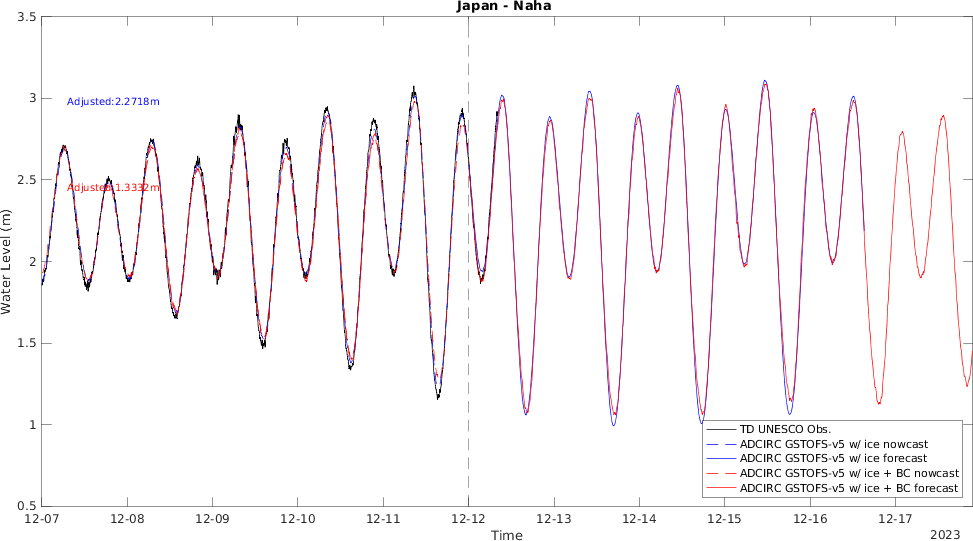 Japan - Naha
3.5
3
2.5
2
1.5
1
0.5
Water Level (m)
Adjusted:2.2718m
Adjusted:1.3332m
TD UNESCO Obs.
ADCIRC GSTOFS-v5 w/ ice nowcast
ADCIRC GSTOFS-v5 w/ ice forecast
ADCIRC GSTOFS-v5 w/ ice + BC nowcast
ADCIRC GSTOFS-v5 w/ ice + BC forecast
12-07 12-08 12-09 12-10 12-11 12-12 12-13 12-14 12-15 12-16 12-17
Time
2023